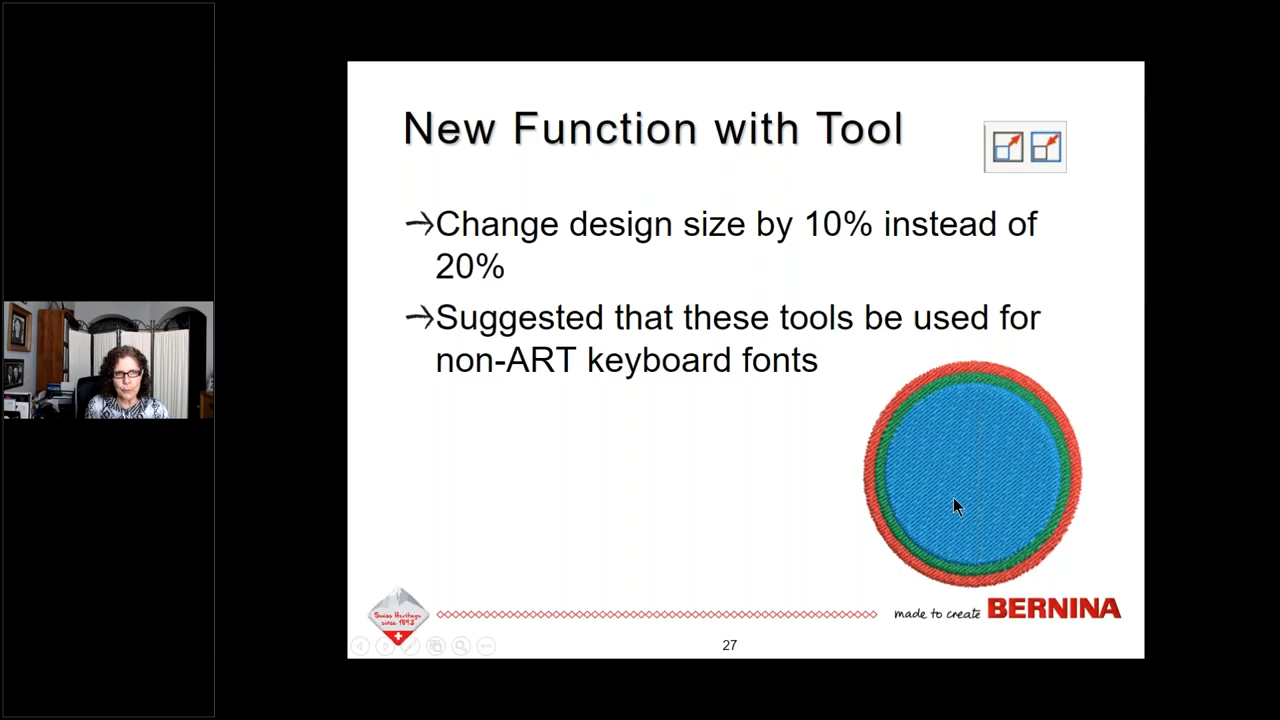 New Function with Tool
→Change design size by 10% instead of
20%
→Suggested that these tools be used for
non-ART keyboard fonts
Swiss Heritage
since 1893
made to create BERNINA
27